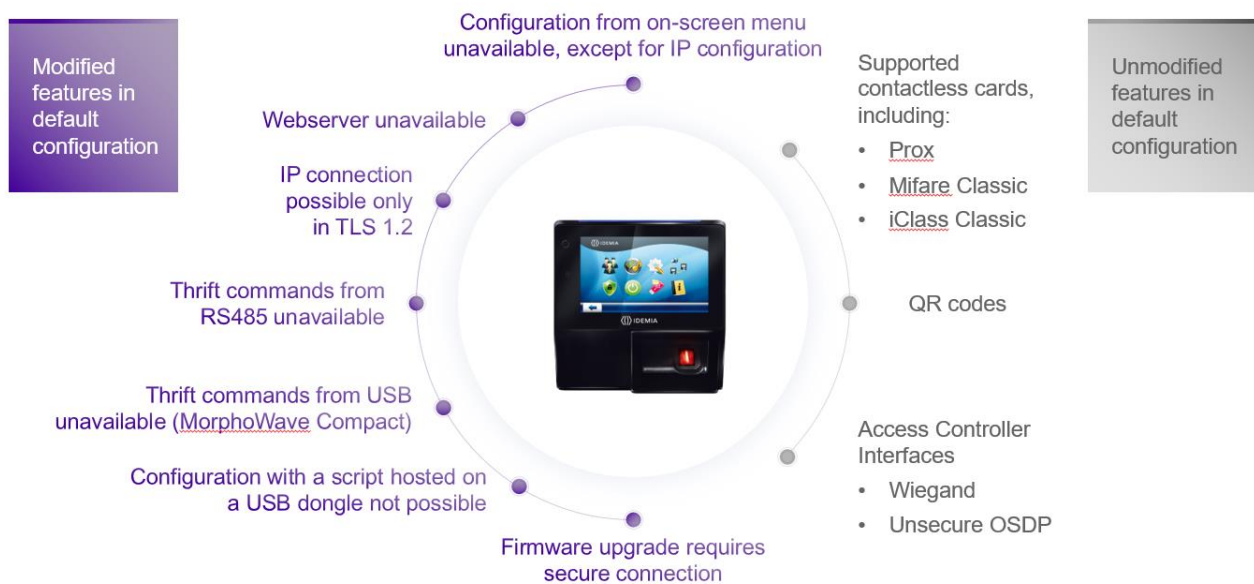 Modified
features in
default
configuration
Configuration from on-screen menu
unavailable, except for IP configuration
Webserver unavailable
IP connection
possible only
in TLS 1.2
Thrift commands from
RS485 unavailable
Thrift commands from USB
unavailable (MorphoWave Compact)
Configuration with a script hosted on
a USB dongle not possible
Firmware upgrade requires
secure connection
IDEMIA
IDEMIA
Supported
contactless cards,
including:
• Prox
• Mifare Classic
• iClass Classic
QR codes
Access Controller
Interfaces
• Wiegand
• Unsecure OSDP
Unmodified
features in
default
configuration